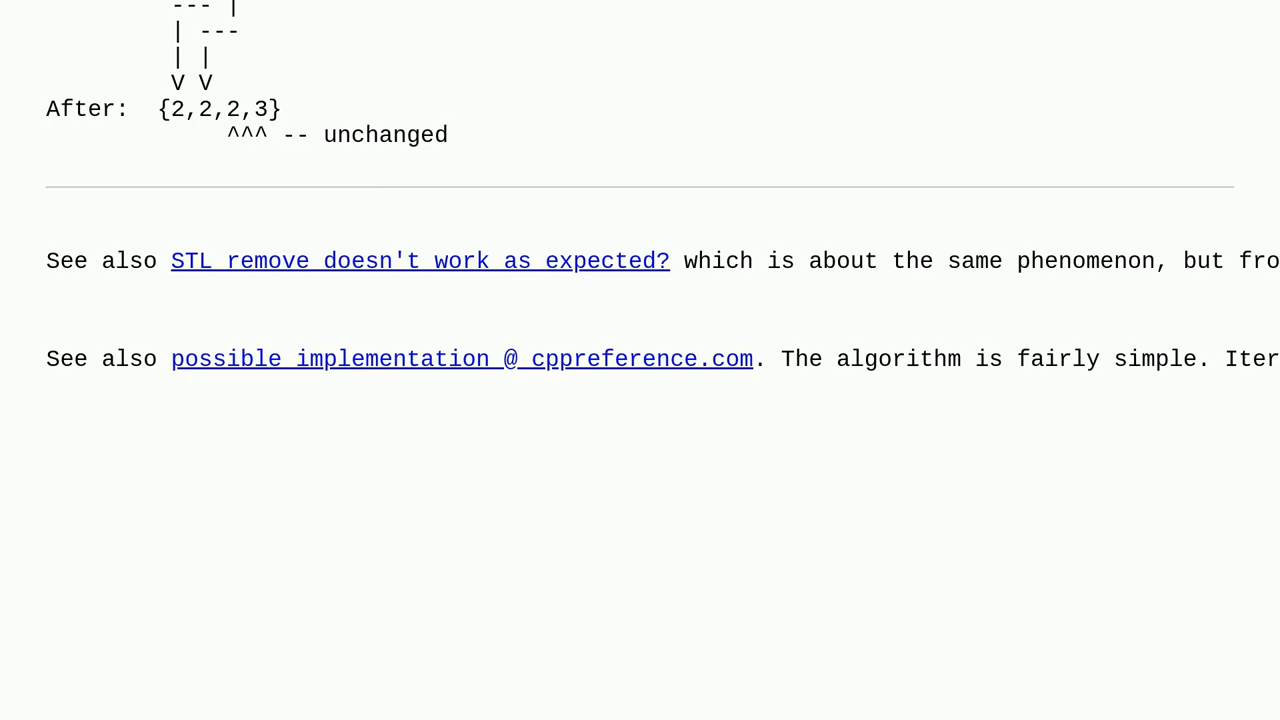 --- |
| ---
| |
V V
After:  {2,2,2,3}
^^^ -- unchanged
See also STL remove doesn't work as expected? which is about the same phenomenon, but fro
See also possible implementation @ cppreference.com. The algorithm is fairly simple. Iter